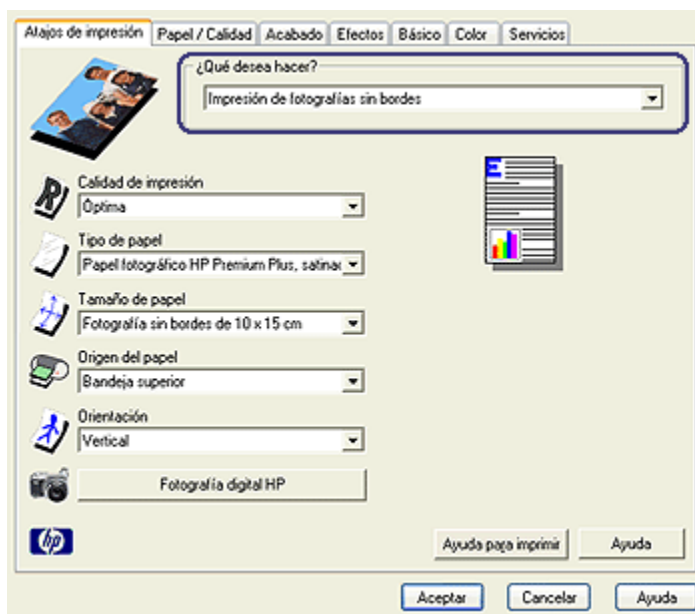 Atajos de impresión Papel / Calidad Acabado Efectos Básico Color Servicios
¿Qué desea hacer?
Impresión de fotografías sin bordes
Calidad de impresión
Óptima
Tipo de papel
Papel fotográfico HP Premium Plus, satinac
Tamaño de papel
Fotografía sin bordes de 10 x 15 cm
Origen del papel
Bandeja superior
Orientación
Vertical
Fotografía digital HP
hp
Ayuda para imprimir Ayuda
Aceptar Cancelar Ayuda